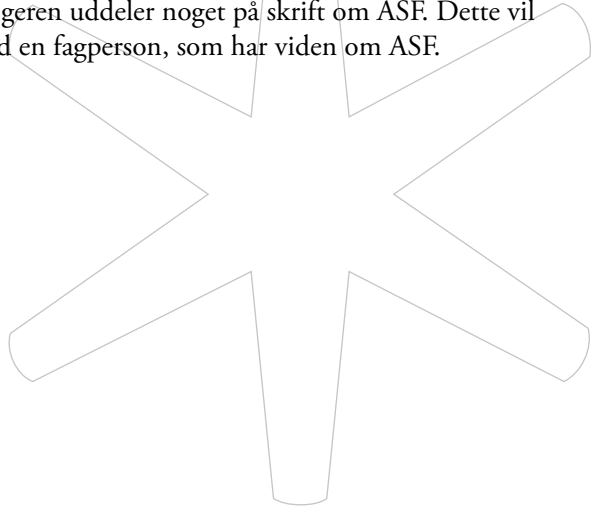 geren uddeler noget på skrift om ASF. Dette vil
d en fagperson, som har viden om ASF.